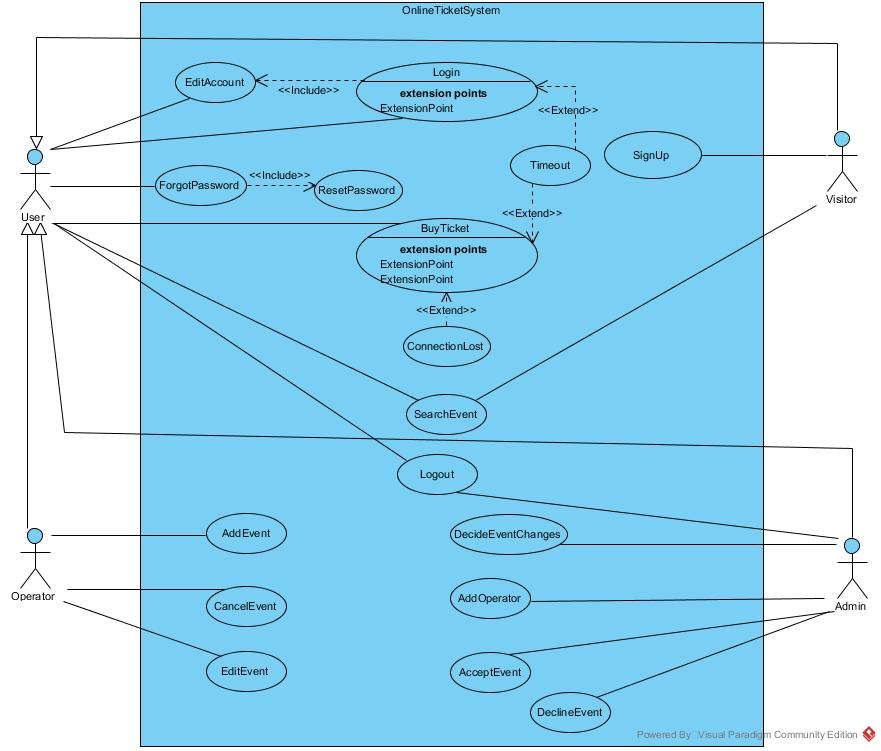 OnlineTicketSystem
EditAccount
<<Include>>
Login
extension points
ExtensionPoint
<<Extend>>
Timeout
SignUp
Visitor
User
ForgotPassword
<<Include>>
ResetPassword
<<Extend>>
BuyTicket
extension points
ExtensionPoint
ExtensionPoint
<<Extend>>
ConnectionLost
SearchEvent
Logout
AddEvent
DecideEventChanges
Operator
CancelEvent
AddOperator
Admin
EditEvent
AcceptEvent
DeclineEvent
Powered By Visual Paradigm Community Edition